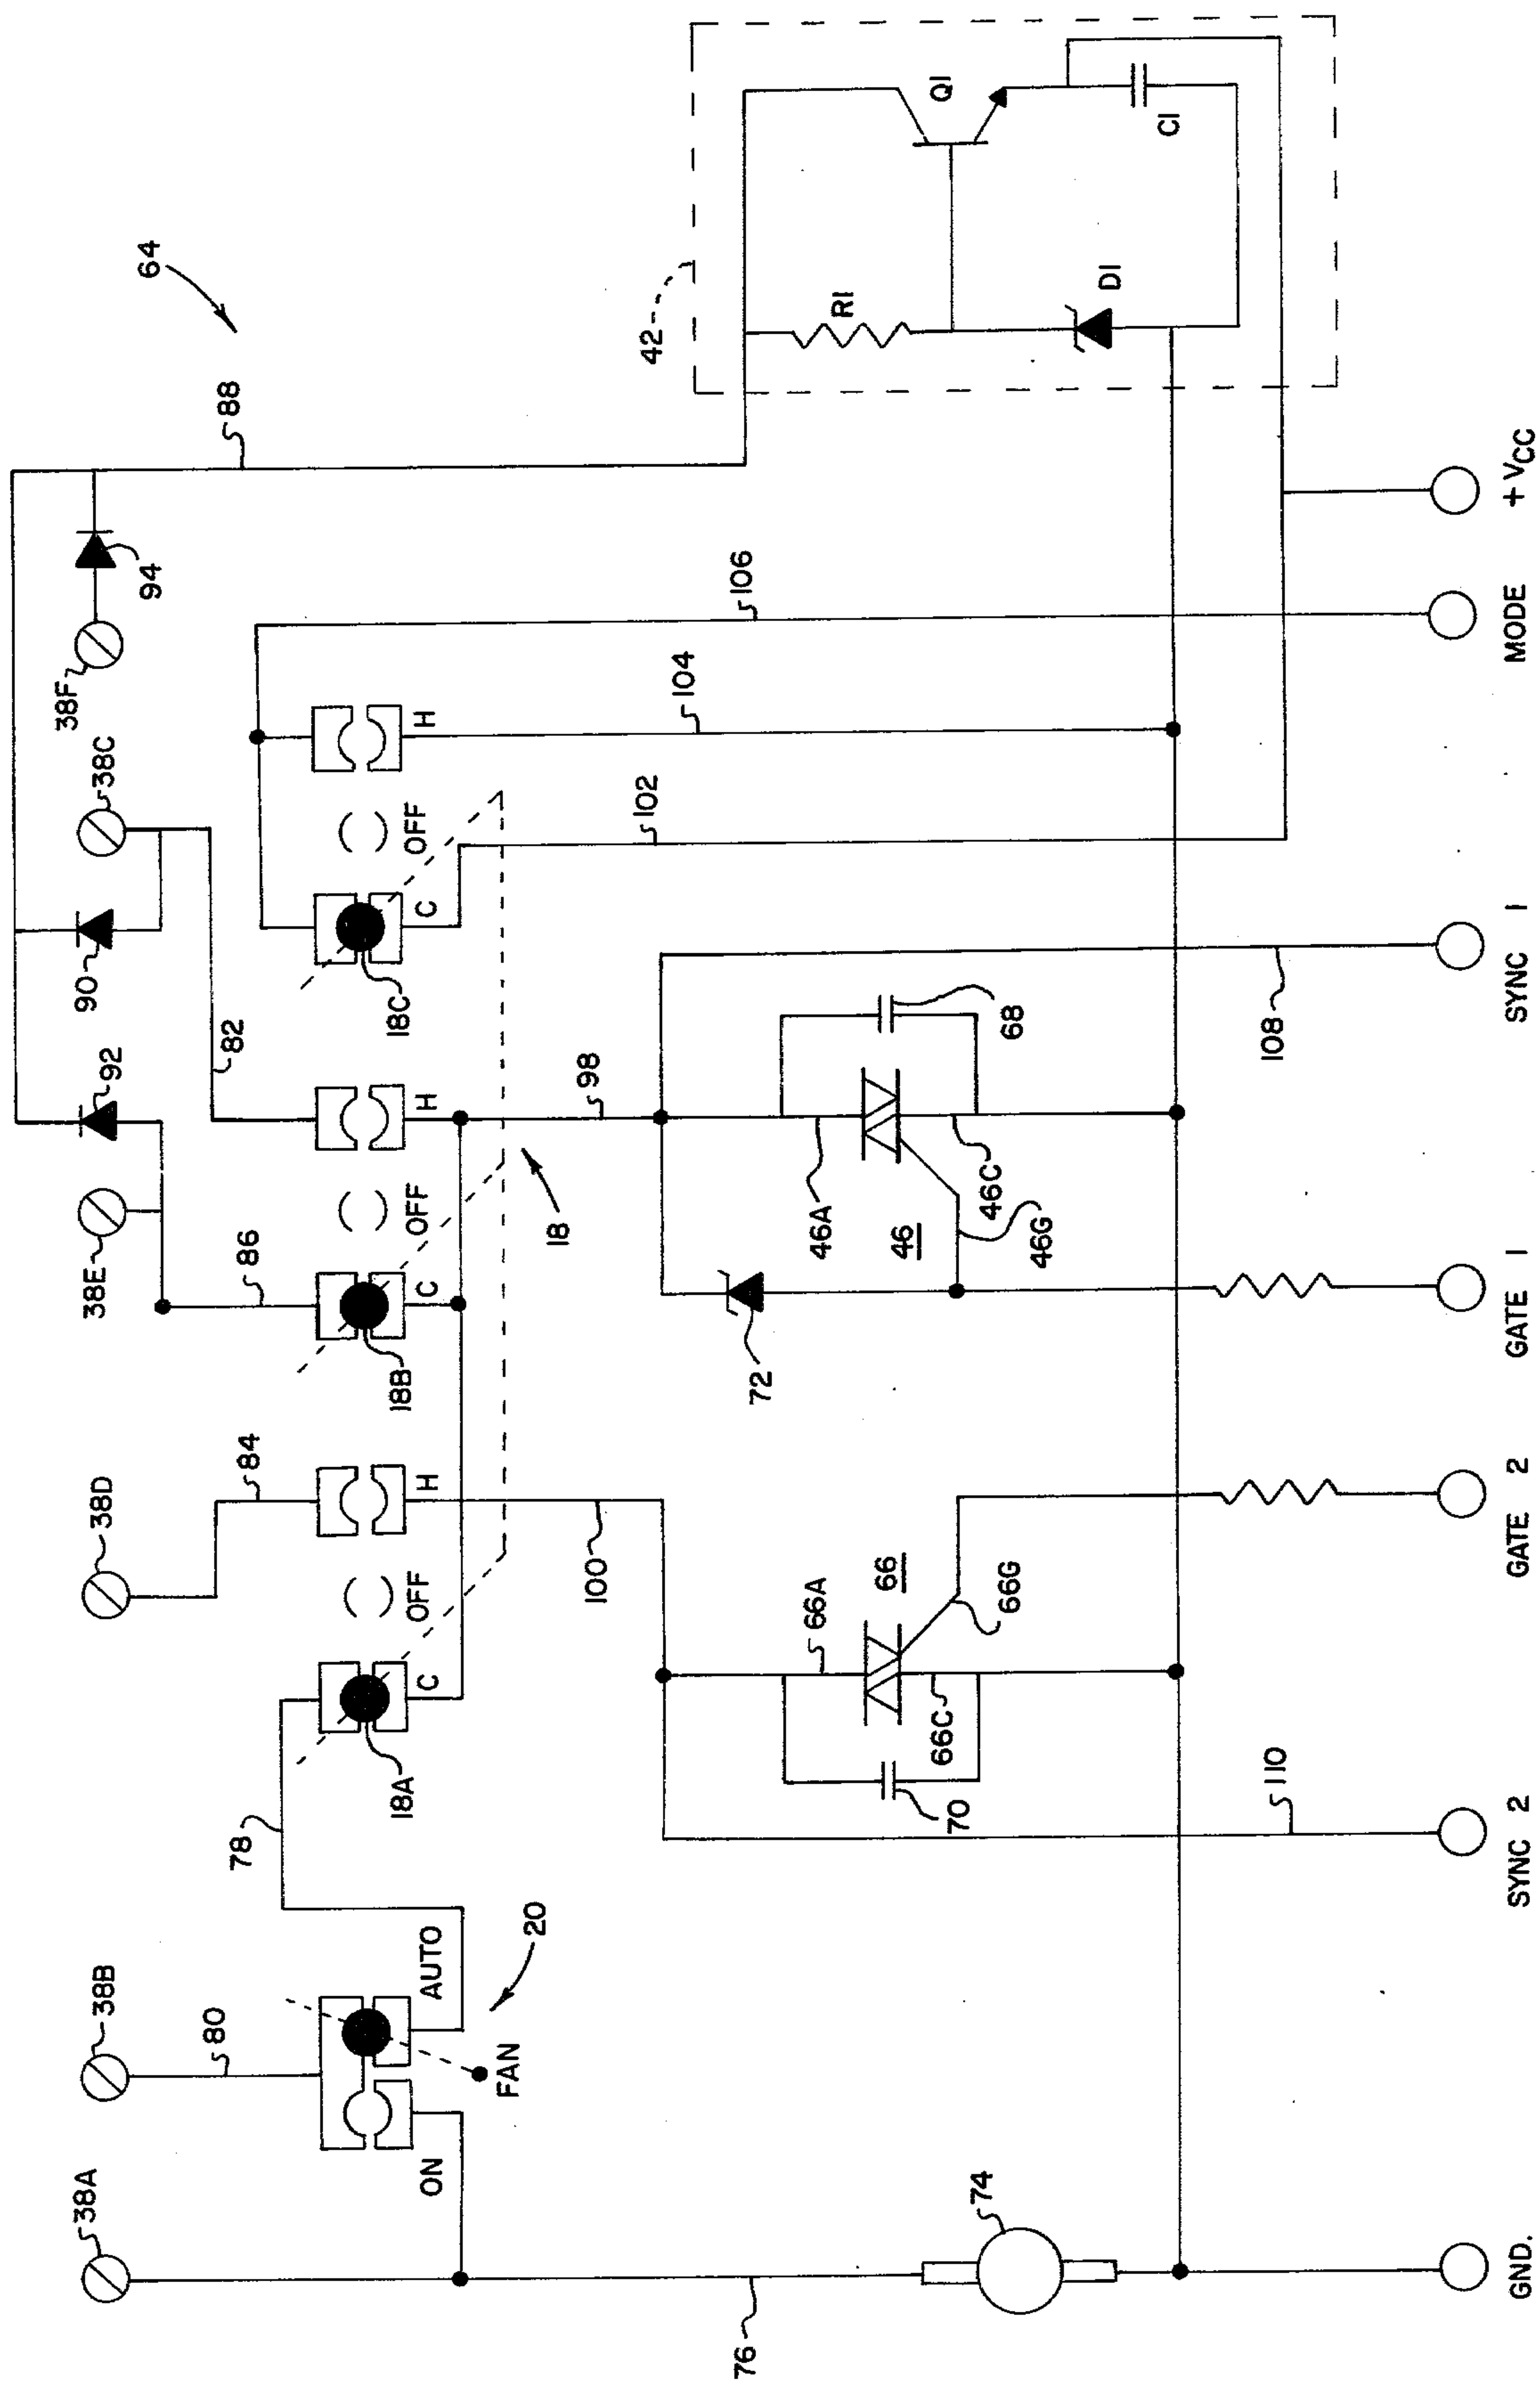 64
88
42
R1
Q1
D1
C1
38F
94
38C
90
92
38E
82
86
38D
84
38B
80
38A
78
106
104
102
H
OFF
C
18C
H
OFF
C
18B
H
OFF
C
18A
18
98
100
AUTO
ON
FAN
20
68
46A
46
46C
46G
72
66A
66
66C
66G
70
74
76
108
110
GND.
SYNC 2
GATE 2
GATE 1
SYNC 1
MODE
+VCC